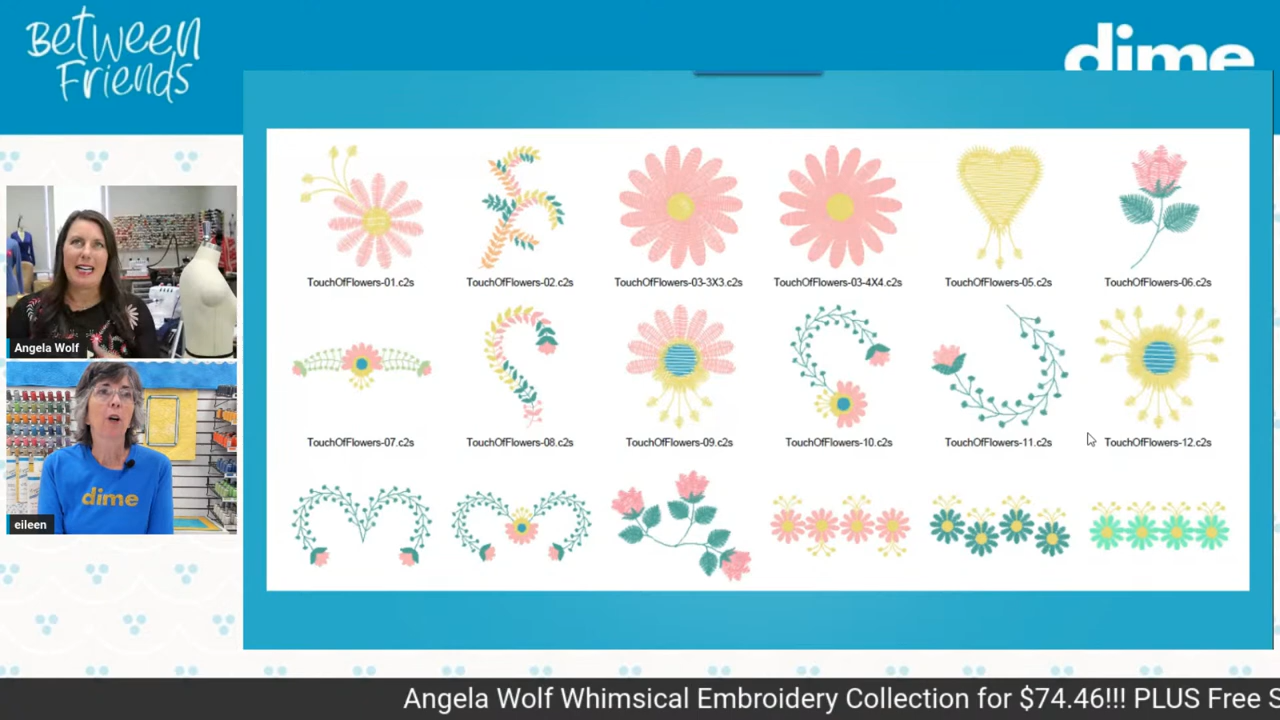 Between
Friends
dime
TouchOfFlowers-01.c2s
TouchOfFlowers-02.c2s
TouchOfFlowers-03-3X3.c2s
TouchOfFlowers-03-4X4.c2s
TouchOfFlowers-05.c2s
TouchOfFlowers-06.c2s
Angela Wolf
TouchOfFlowers-07.c2s
TouchOfFlowers-08.c2s
TouchOfFlowers-09.c2s
TouchOfFlowers-10.c2s
TouchOfFlowers-11.c2s
TouchOfFlowers-12.c2s
dime
eileen
Angela Wolf Whimsical Embroidery Collection for $74.46!!! PLUS Free S